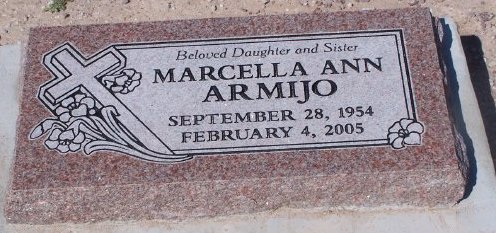 Beloved Daughter and Sister
MARCELLA ANN
ARMIJO
SEPTEMBER 28, 1954
FEBRUARY 4, 2005